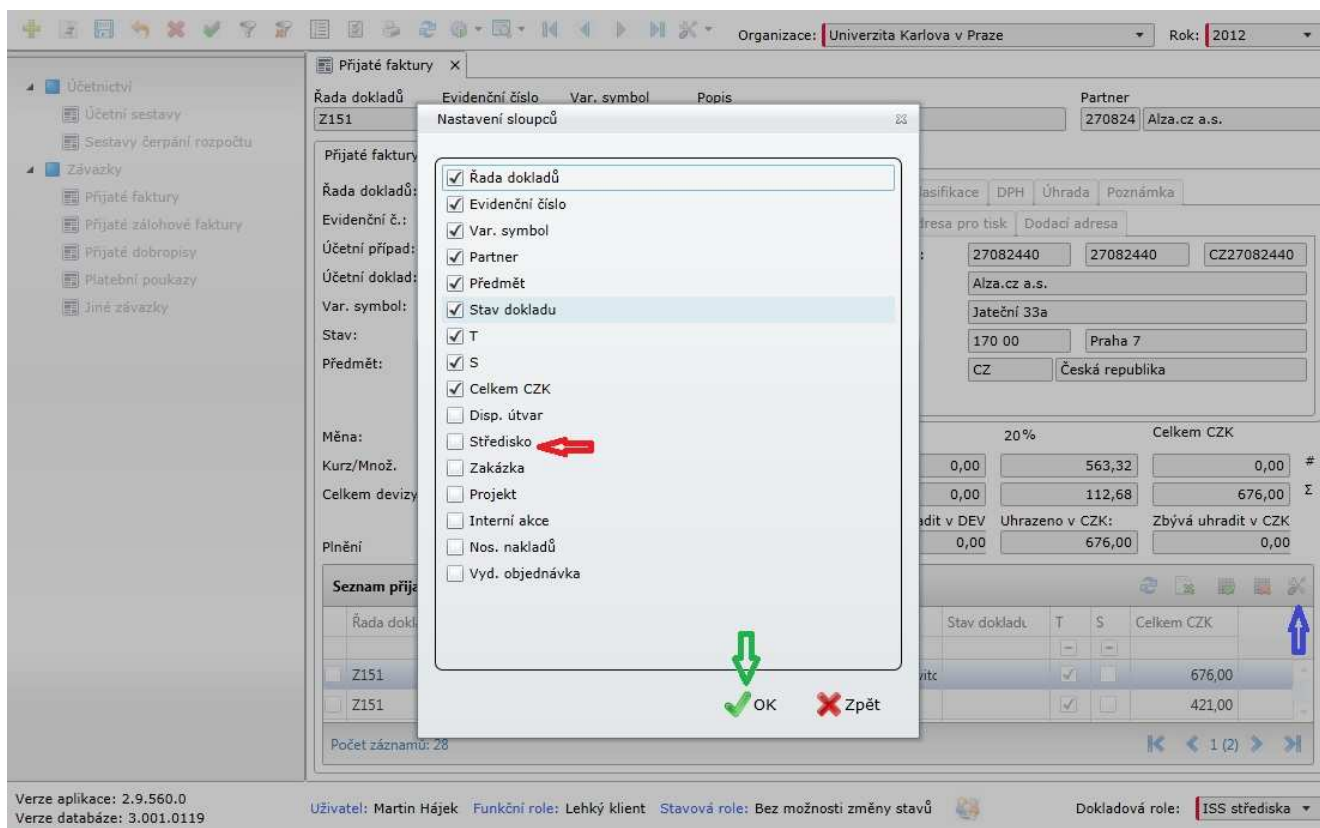 Organizace: Univerzita Karlova v Praze Rok: 2012
Účetnictví
Účetní sestavy
Sestavy čerpání rozpočtu
Závazky
Přijaté faktury
Přijaté zálohové faktury
Přijaté dobropisy
Platební poukazy
Jiné závazky
Přijaté faktury X
Řada dokladů Evidenční číslo Var. symbol Popis Partner
Z151 270824 Alza.cz a.s.
Přijaté faktury
Řada dokladů: DPH Úhrada Poznámka
Evidenční č.: Dodací adresa
Účetní případ: 27082440 27082440 CZ27082440
Účetní doklad: Alza.cz a.s.
Var. symbol: Jateční 33a
Stav: 170 00 Praha 7
Předmět: CZ Česká republika
Měna: 20% Celkem CZK
Kurz/Množ. 0,00 563,32 0,00 #
Celkem devizy 0,00 112,68 676,00 Σ
v DEV Uhrazeno v CZK: Zbývá uhradit v CZK
Plnění 0,00 676,00 0,00
Nastavení sloupců
Řada dokladů
Evidenční číslo
Var. symbol
Partner
Předmět
Stav dokladu
T
S
Celkem CZK
Disp. útvar
Středisko
Zakázka
Projekt
Interní akce
Nos. nakladů
Vyd. objednávka
OK Zpět
Seznam
Řada Stav dokladu T S Celkem CZK
Z151 676,00
Z151 421,00
Počet záznamů: 28 1 (2)
Verze aplikace: 2.9.560.0
Verze databáze: 3.001.0119
Uživatel: Martin Hájek Funkční role: Lehký klient Stavová role: Bez možnosti změny stavů Dokladová role: ISS střediska